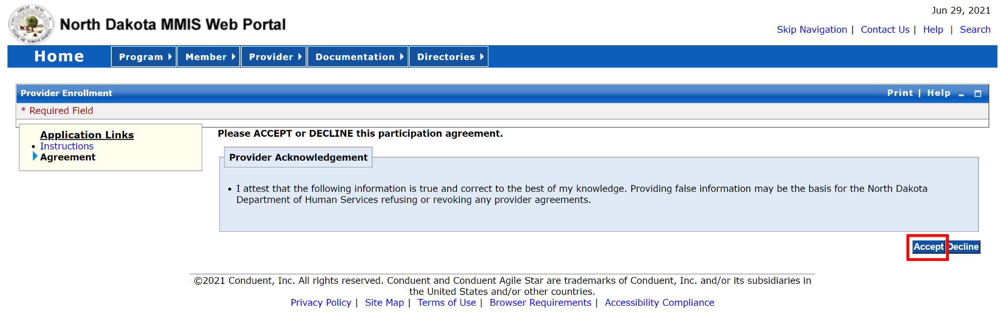 Jun 29, 2021
North Dakota MMIS Web Portal
Skip Navigation | Contact Us | Help | Search
Home Program Member Provider Documentation Directories
Provider Enrollment Print | Help
* Required Field
Application Links
• Instructions
Agreement
Please ACCEPT or DECLINE this participation agreement.
Provider Acknowledgement
• I attest that the following information is true and correct to the best of my knowledge. Providing false information may be the basis for the North Dakota
Department of Human Services refusing or revoking any provider agreements.
Accept Decline
©2021 Conduent, Inc. All rights reserved. Conduent and Conduent Agile Star are trademarks of Conduent, Inc. and/or its subsidiaries in
the United States and/or other countries.
Privacy Policy | Site Map | Terms of Use | Browser Requirements | Accessibility Compliance